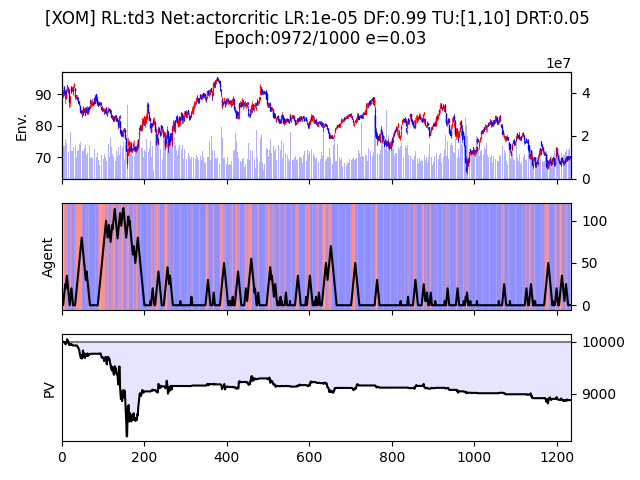 [XOM] RL:td3 Net:actorcritic LR:1e-05 DF:0.99 TU:[1,10] DRT:0.05
Epoch:0972/1000 e=0.03
1e7
Env.
90
80
70
4
2
0
Agent
100
50
0
PV
10000
9000
0 200 400 600 800 1000 1200